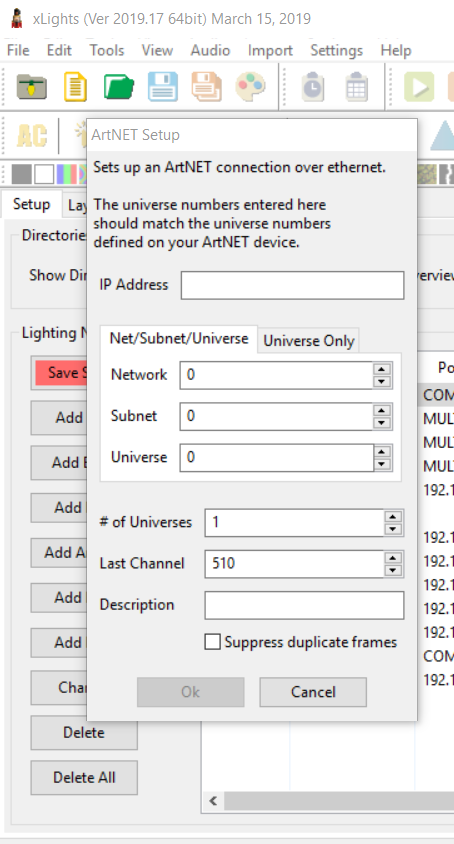 xLights (Ver 2019.17 64bit) March 15, 2019
File Edit Tools View Audio Import Settings Help
AC
ArtNET Setup
Sets up an ArtNET connection over ethernet.
The universe numbers entered here
should match the universe numbers
defined on your ArtNET device.
Setup Lay
Directories
Show Dir
IP Address
Lighting N
Net/Subnet/Universe Universe Only
Network 0
Subnet 0
Universe 0
# of Universes 1
Last Channel 510
Description
Suppress duplicate frames
Ok Cancel
Save S
Add
Add E
Add
Add Ar
Add
Add
Chan
Delete
Delete All
verview
Po
COM
MULT
MULT
MULT
192.1
192.1
192.1
192.1
192.1
192.1
COM
192.1